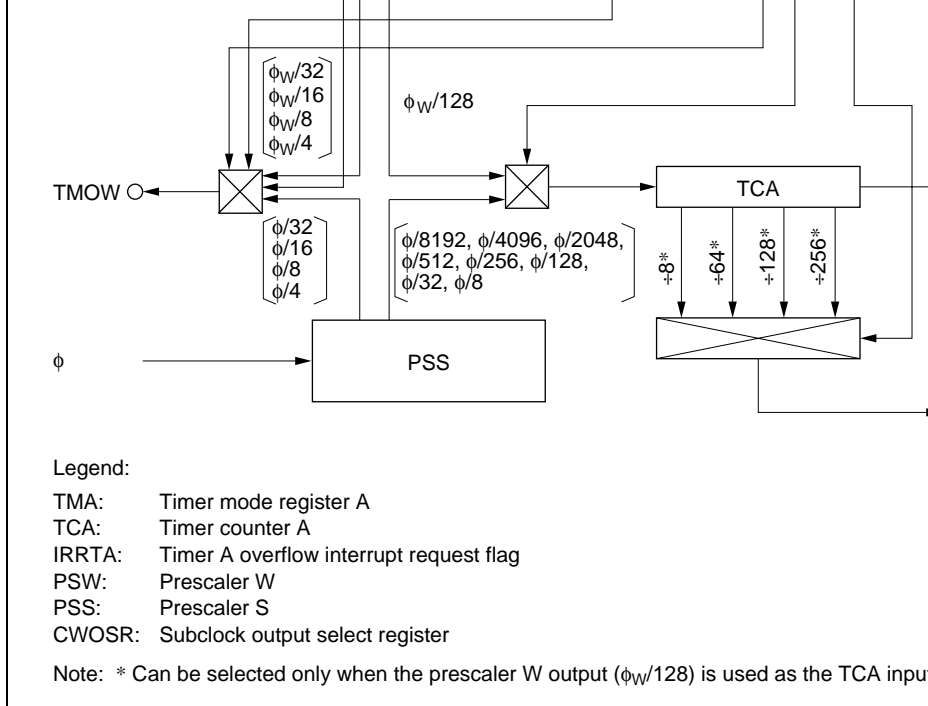 ϕW/32
ϕW/16
ϕW/8
ϕW/4
ϕW/128
TMOW
TCA
ϕ/32
ϕ/16
ϕ/8
ϕ/4
ϕ/8192, ϕ/4096, ϕ/2048,
ϕ/512, ϕ/256, ϕ/128,
ϕ/32, ϕ/8
÷8*
÷64*
÷128*
÷256*
ϕ
PSS
Legend:
TMA: Timer mode register A
TCA: Timer counter A
IRRTA: Timer A overflow interrupt request flag
PSW: Prescaler W
PSS: Prescaler S
CWOSR: Subclock output select register
Note: * Can be selected only when the prescaler W output (ϕW/128) is used as the TCA input